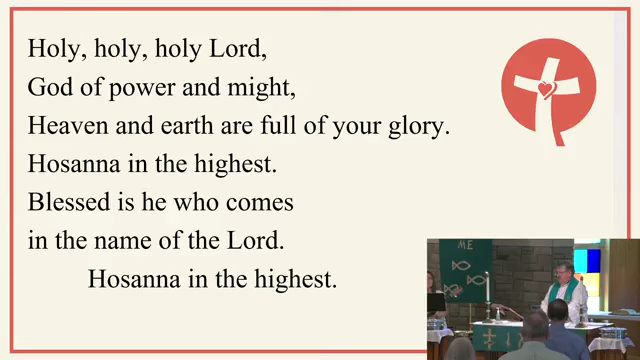 Holy, holy, holy Lord,
God of power and might,
Heaven and earth are full of your glory.
Hosanna in the highest.
Blessed is he who comes
in the name of the Lord.
Hosanna in the highest.
ME